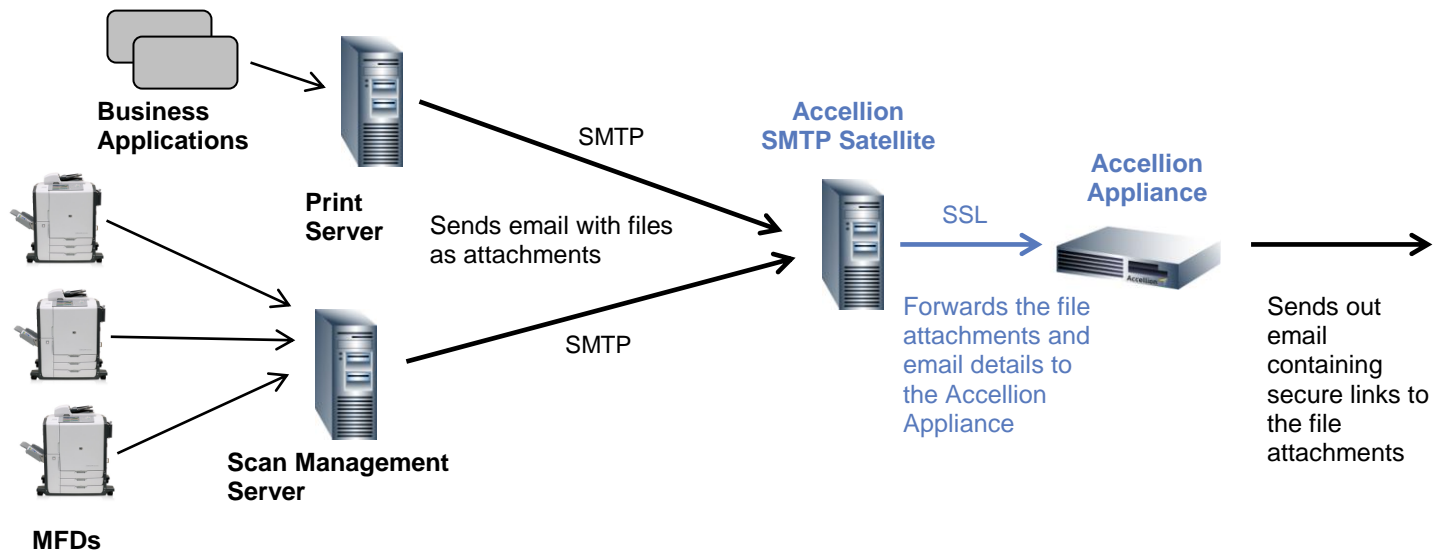 Business
Applications
Print
Server
SMTP
Sends email with files
as attachments
SMTP
Scan Management
Server
MFDs
Accellion
SMTP Satellite
SSL
Forwards the file
attachments and
email details to
the Accellion
Appliance
Accellion
Appliance
Accellion
Sends out
email
containing
secure links to
the file
attachments